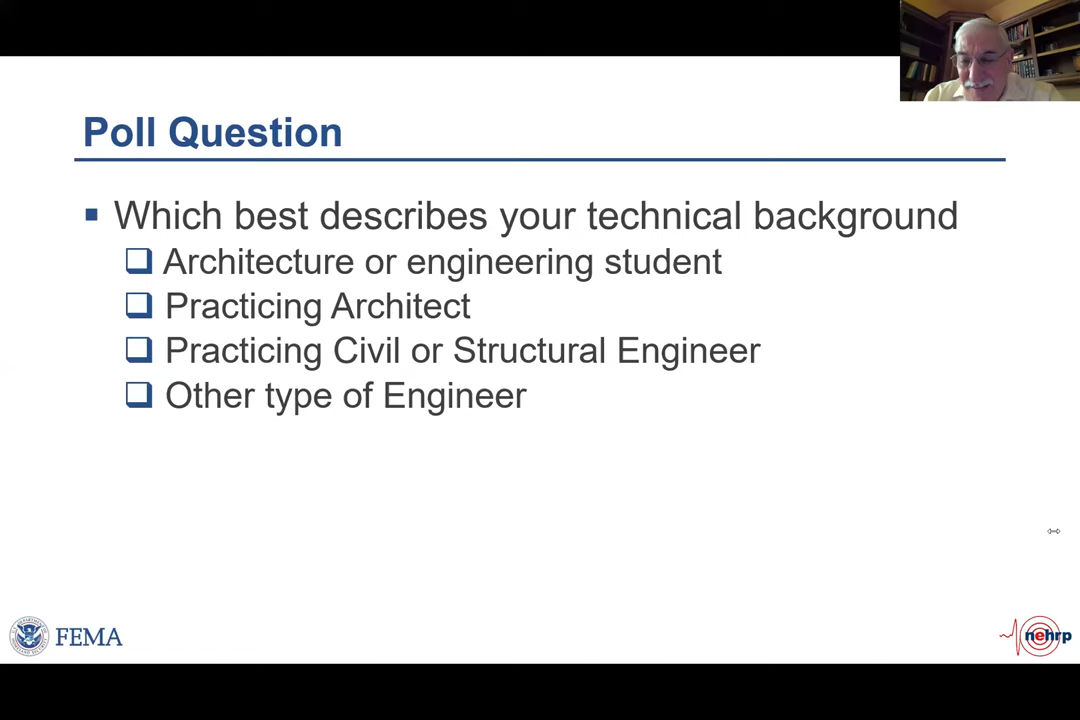 Poll Question
Which best describes your technical background
Architecture or engineering student
Practicing Architect
Practicing Civil or Structural Engineer
Other type of Engineer
FEMA
nehrp